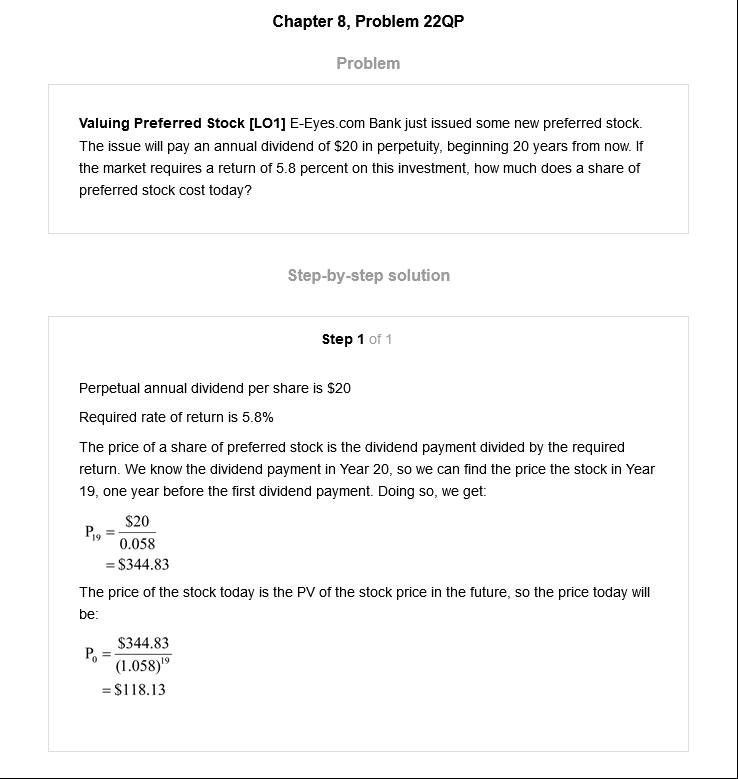 Chapter 8, Problem 22QP
Problem
Valuing Preferred Stock [LO1] E-Eyes.com Bank just issued some new preferred stock.
The issue will pay an annual dividend of $20 in perpetuity, beginning 20 years from now. If
the market requires a return of 5.8 percent on this investment, how much does a share of
preferred stock cost today?
Step-by-step solution
Step 1 of 1
Perpetual annual dividend per share is $20
Required rate of return is 5.8%
The price of a share of preferred stock is the dividend payment divided by the required
return. We know the dividend payment in Year 20, so we can find the price the stock in Year
19, one year before the first dividend payment. Doing so, we get:
P₁₉ = $20 / 0.058
= $344.83
The price of the stock today is the PV of the stock price in the future, so the price today will
be:
P₀ = $344.83 / (1.058)¹⁹
= $118.13